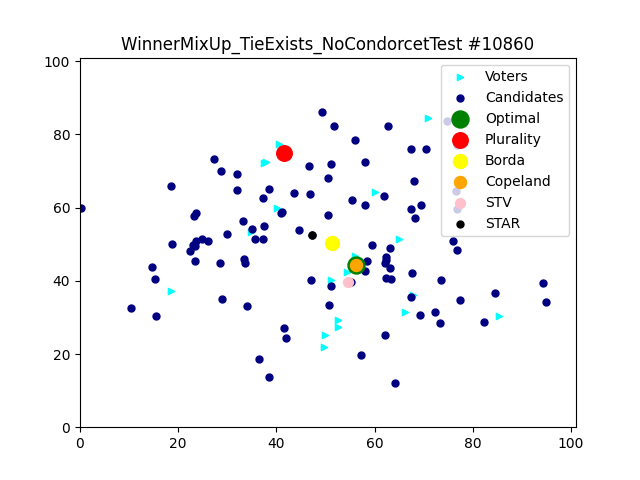 WinnerMixUp_TieExists_NoCondorcetTest #10860
100
80
60
40
20
0
0
20
40
60
80
100
Voters
Candidates
Optimal
Plurality
Borda
Copeland
STV
STAR